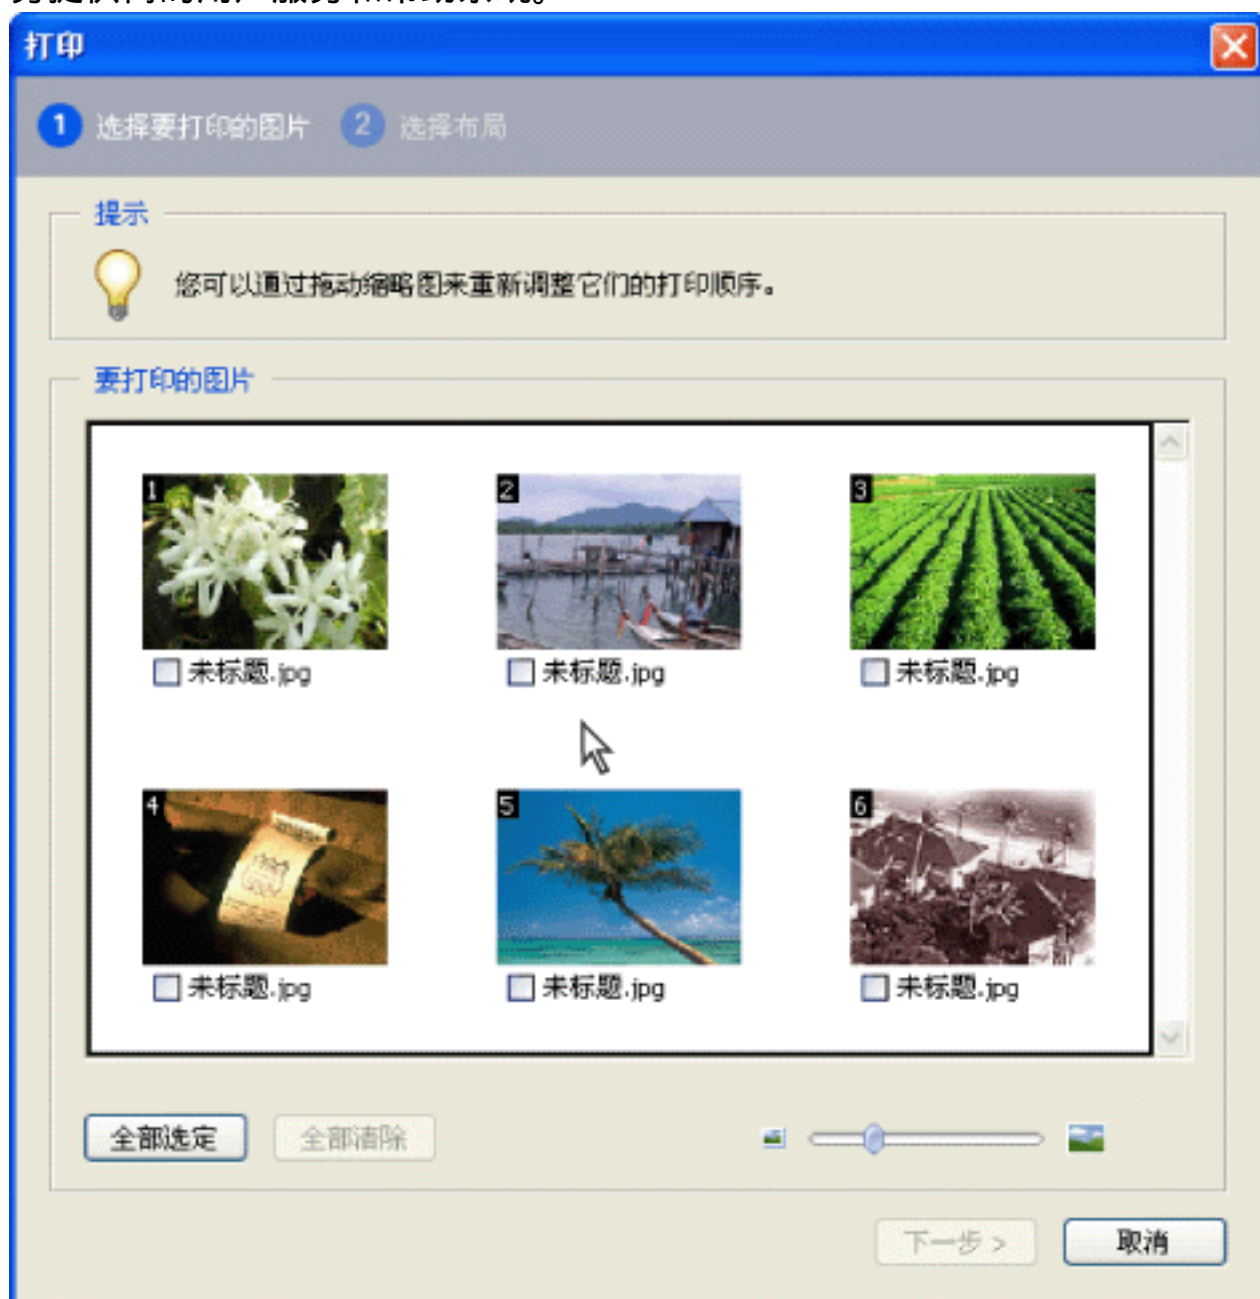 打印
1 选择要打印的图片 2 选择布局
提示
您可以通过拖动缩略图来重新调整它们的打印顺序。
要打印的图片
1 2 3
未标题.jpg 未标题.jpg 未标题.jpg
4 5 6
未标题.jpg 未标题.jpg 未标题.jpg
全部选定 全部清除
下一步 > 取消